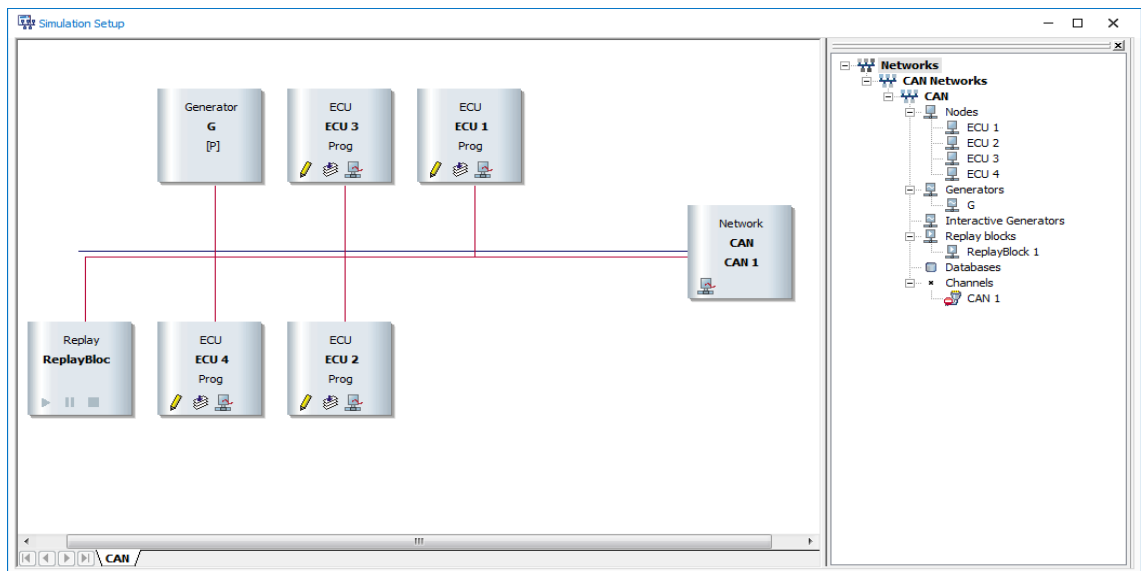 Simulation Setup
Generator
G
[P]
ECU
ECU 3
Prog
ECU
ECU 1
Prog
Network
CAN
CAN 1
Replay
ReplayBloc
ECU
ECU 4
Prog
ECU
ECU 2
Prog
CAN
Networks
CAN Networks
CAN
Nodes
ECU 1
ECU 2
ECU 3
ECU 4
Generators
G
Interactive Generators
Replay blocks
ReplayBlock 1
Databases
Channels
CAN 1